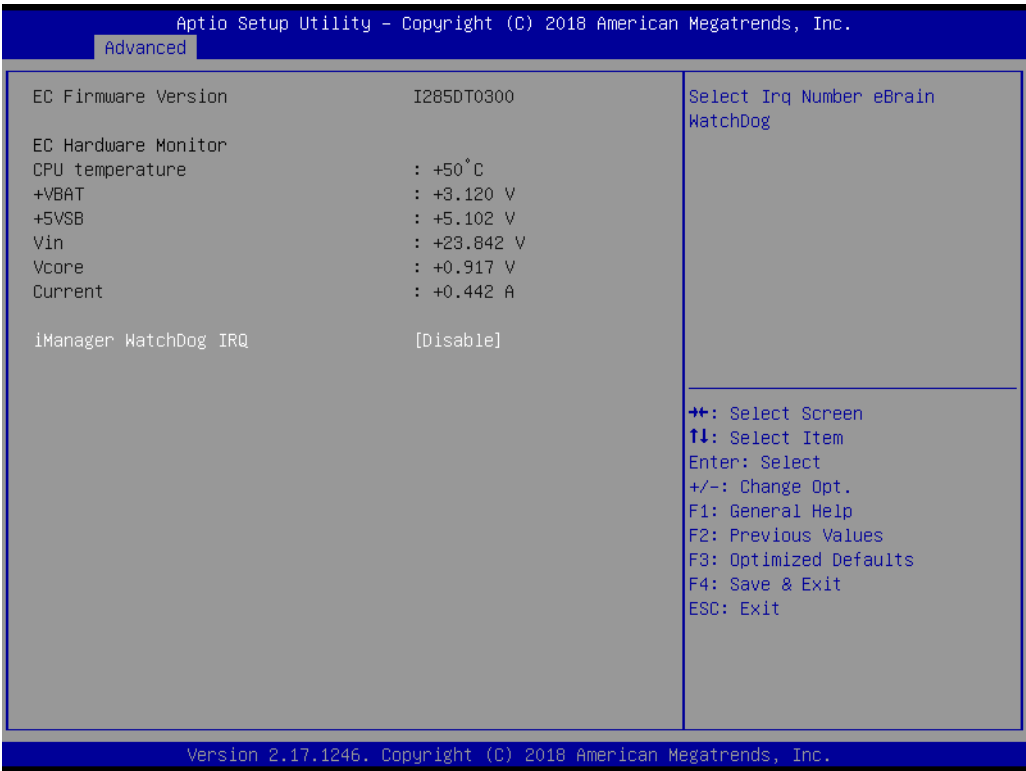 Aptio Setup Utility – Copyright (C) 2018 American Megatrends, Inc.
Advanced
EC Firmware Version I285DT0300
EC Hardware Monitor
CPU temperature : +50°C
+VBAT : +3.120 V
+5VSB : +5.102 V
Vin : +23.842 V
Vcore : +0.917 V
Current : +0.442 A
iManager WatchDog IRQ [Disable]
Select Irq Number eBrain
WatchDog
→←: Select Screen
↑↓: Select Item
Enter: Select
+/-: Change Opt.
F1: General Help
F2: Previous Values
F3: Optimized Defaults
F4: Save & Exit
ESC: Exit
Version 2.17.1246. Copyright (C) 2018 American Megatrends, Inc.